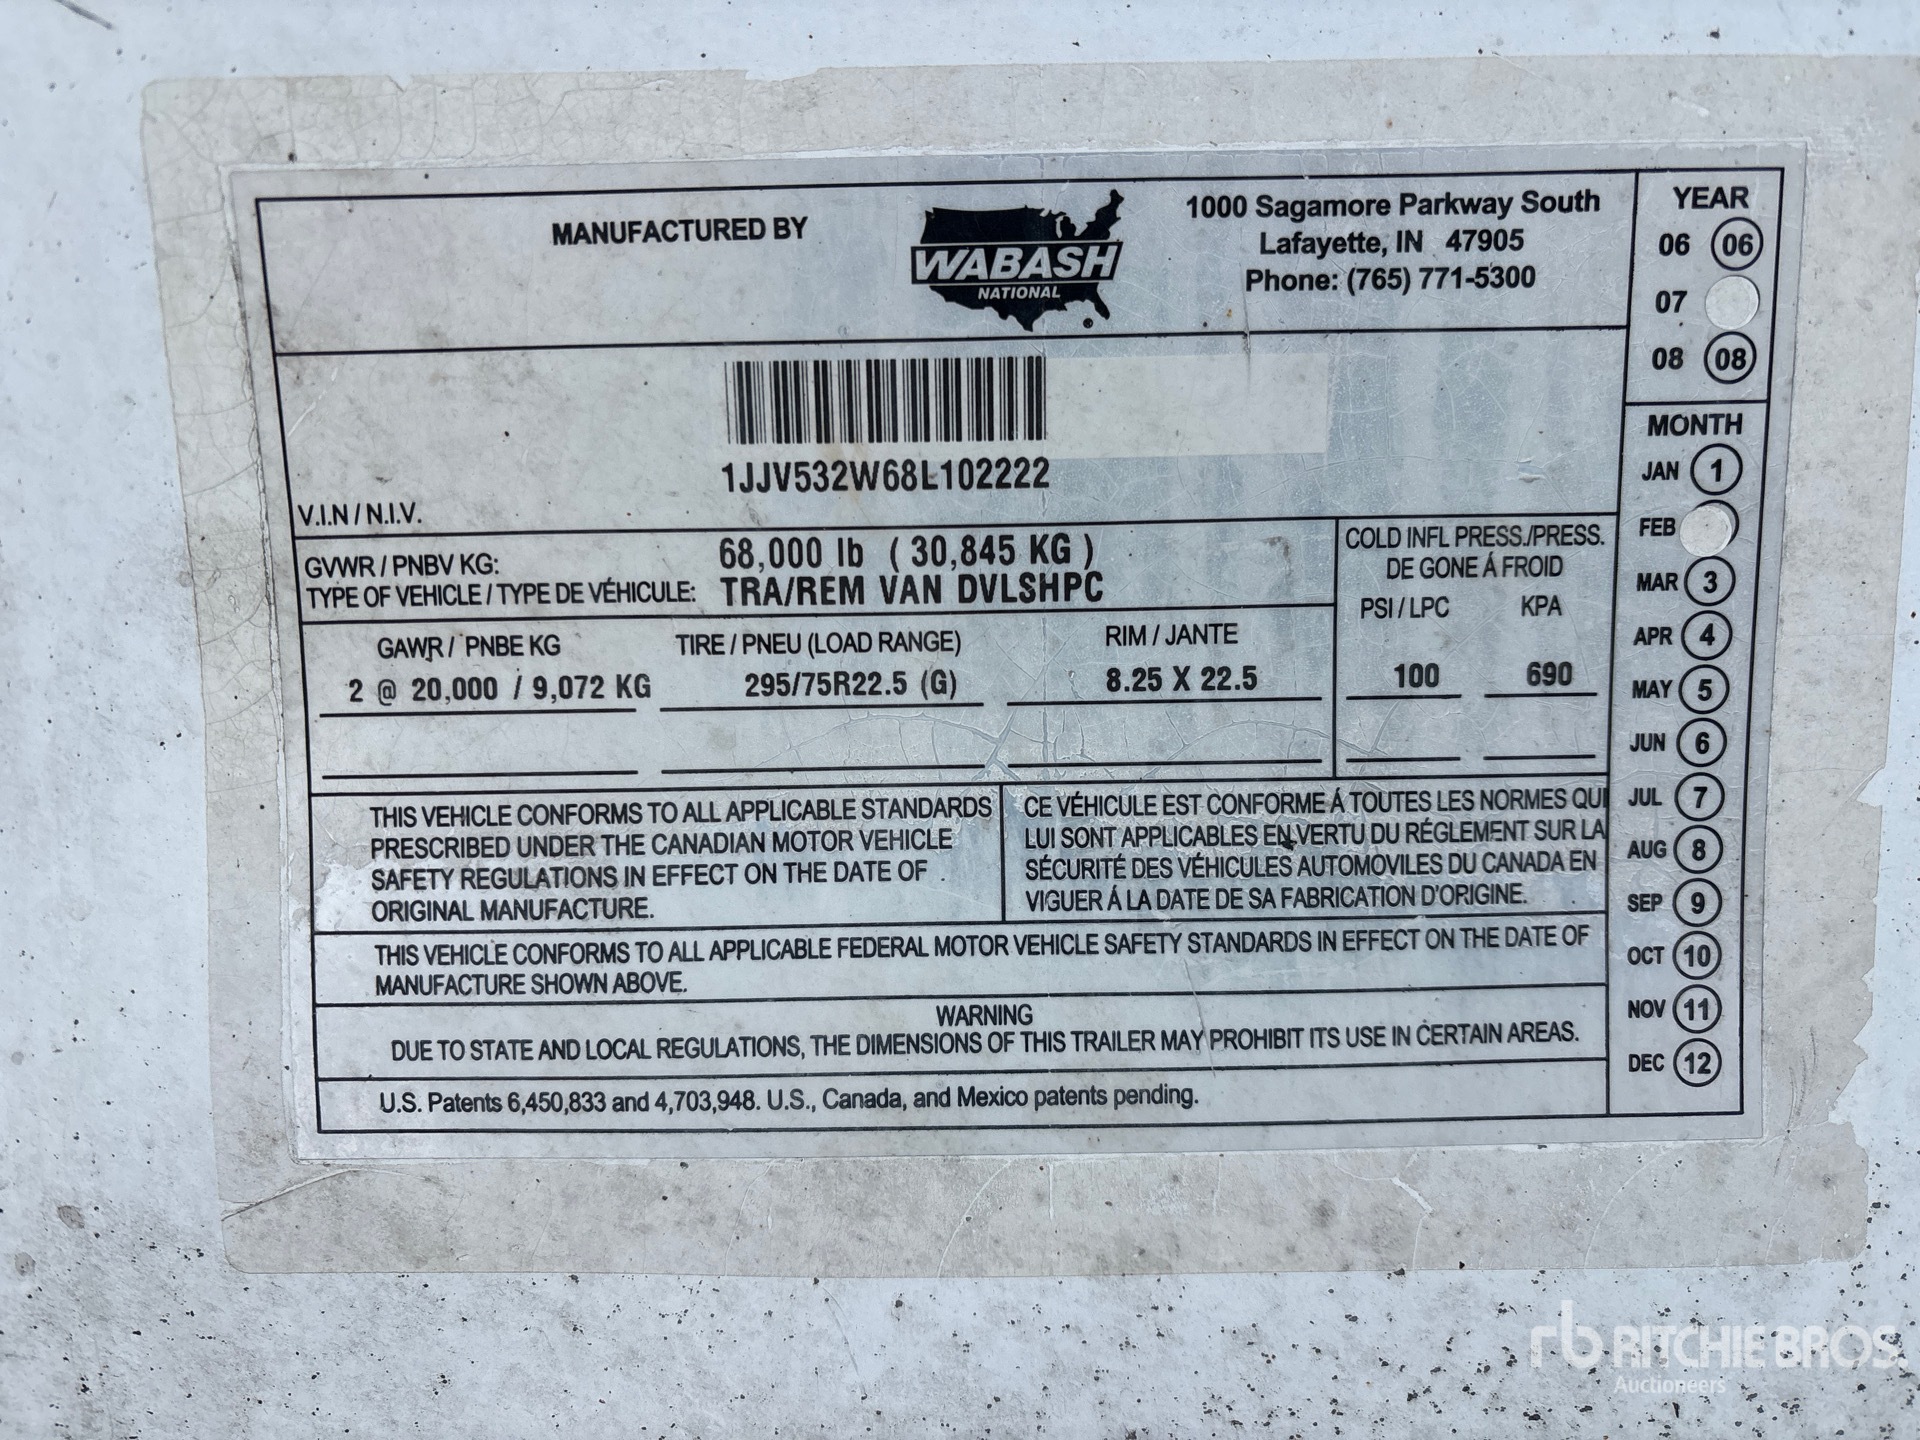 MANUFACTURED BY
WABASH
NATIONAL
1000 Sagamore Parkway South
Lafayette, IN 47905
Phone: (765) 771-5300
1JJV532W68L102222
V.I.N / N.I.V.
GVWR / PNBV KG: 68,000 lb ( 30,845 KG )
TYPE OF VEHICLE / TYPE DE VÉHICULE: TRA/REM VAN DVLSHPC
COLD INFL PRESS./PRESS.
DE GONE Á FROID
GAWR / PNBE KG TIRE / PNEU (LOAD RANGE) RIM / JANTE PSI / LPC KPA
2 @ 20,000 / 9,072 KG 295/75R22.5 (G) 8.25 X 22.5 100 690
THIS VEHICLE CONFORMS TO ALL APPLICABLE STANDARDS
PRESCRIBED UNDER THE CANADIAN MOTOR VEHICLE
SAFETY REGULATIONS IN EFFECT ON THE DATE OF
ORIGINAL MANUFACTURE.
CE VÉHICULE EST CONFORME Á TOUTES LES NORMES QUI
LUI SONT APPLICABLES EN VERTU DU RÉGLEMENT SUR LA
SÉCURITÉ DES VÉHICULES AUTOMOVILES DU CANADA EN
VIGUER Á LA DATE DE SA FABRICATION D'ORIGINE.
THIS VEHICLE CONFORMS TO ALL APPLICABLE FEDERAL MOTOR VEHICLE SAFETY STANDARDS IN EFFECT ON THE DATE OF
MANUFACTURE SHOWN ABOVE.
WARNING
DUE TO STATE AND LOCAL REGULATIONS, THE DIMENSIONS OF THIS TRAILER MAY PROHIBIT ITS USE IN CERTAIN AREAS.
U.S. Patents 6,450,833 and 4,703,948. U.S., Canada, and Mexico patents pending.
YEAR
06 06
07
08 08
MONTH
JAN 1
FEB
MAR 3
APR 4
MAY 5
JUN 6
JUL 7
AUG 8
SEP 9
OCT 10
NOV 11
DEC 12
rb RITCHIE BROS.
Auctioneers